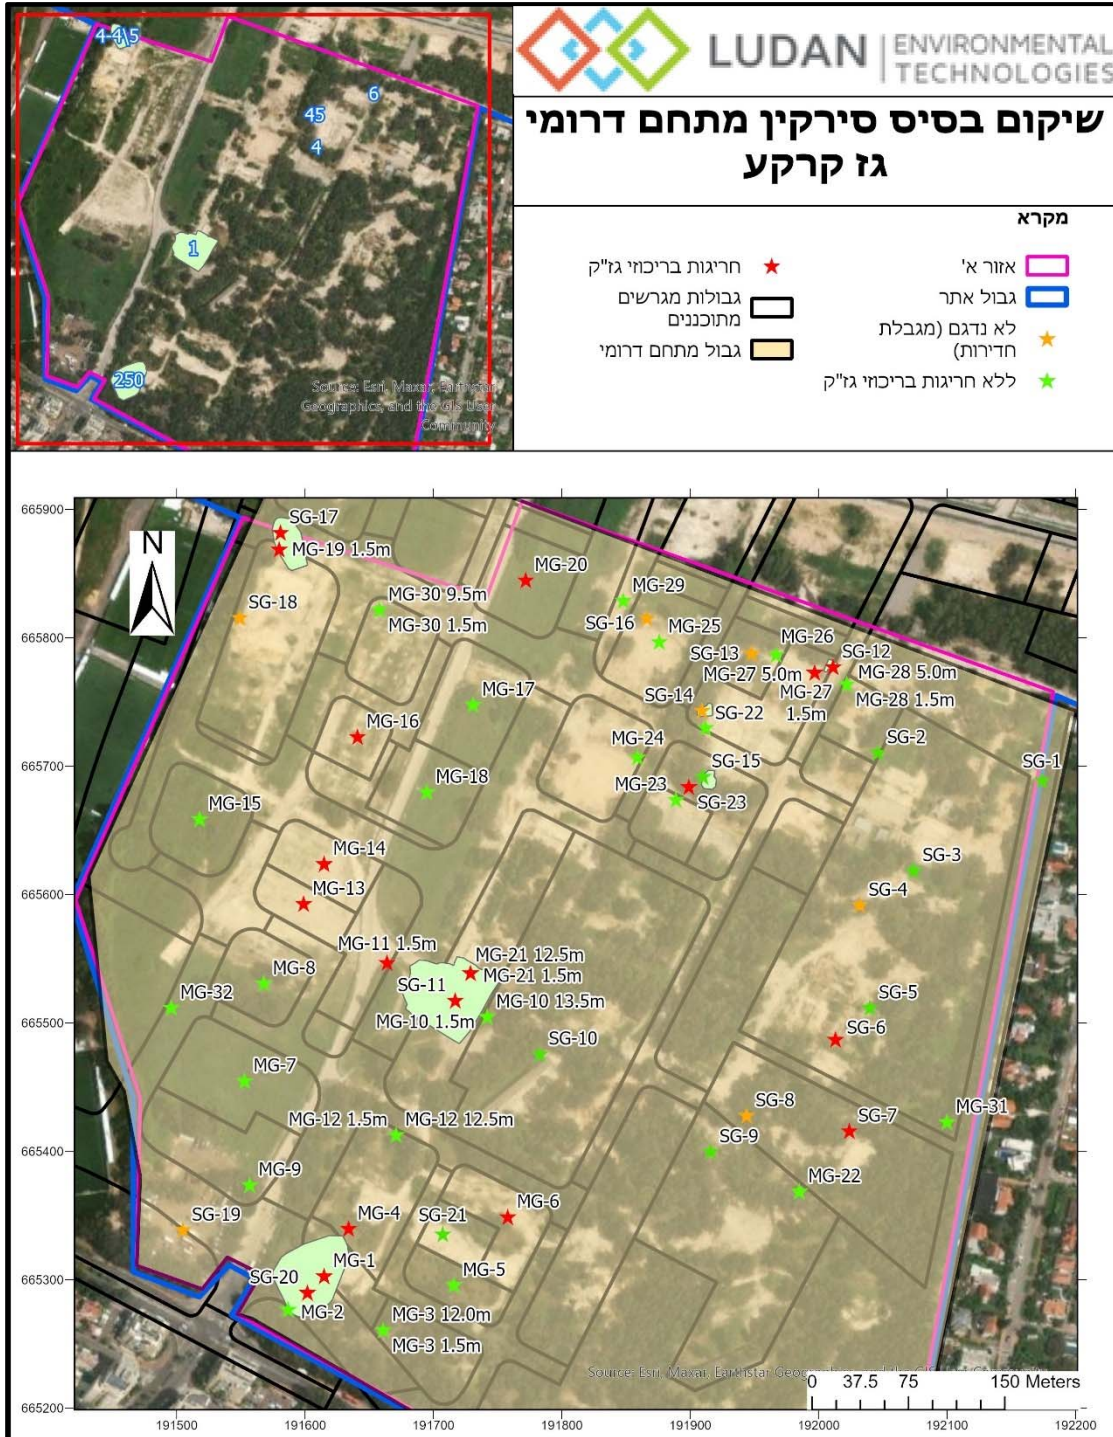 4-4\5
6
45
4
1
250
Source: Esri, Maxar, Earthstar
Geographics, and the GIS User
Community
LUDAN
ENVIRONMENTAL
TECHNOLOGIES
שיקום בסיס סירקין מתחם דרומי
גז קרקע
מקרא
אזור א'
גבול אתר
לא נדגם (מגבלת
חדירות)
ללא חריגות בריכוזי גז"ק
חריגות בריכוזי גז"ק
גבולות מגרשים
מתוכננים
גבול מתחם דרומי
N
665900
665800
665700
665600
665500
665400
665300
665200
191500
191600
191700
191800
191900
192000
192100
192200
SG-17
MG-19 1.5m
SG-18
MG-30 9.5m
MG-30 1.5m
MG-20
MG-29
SG-16
MG-25
SG-13
MG-26
SG-12
MG-27 5.0m
MG-28 5.0m
MG-27
1.5m
MG-28 1.5m
MG-17
SG-14
SG-22
MG-16
MG-24
SG-2
SG-1
SG-15
MG-23
SG-23
MG-18
MG-15
MG-14
MG-13
SG-3
SG-4
MG-11 1.5m
MG-21 12.5m
MG-21 1.5m
SG-11
MG-10 13.5m
MG-10 1.5m
MG-8
MG-32
SG-5
SG-6
SG-10
MG-7
MG-12 1.5m
MG-12 12.5m
SG-8
SG-7
MG-31
SG-9
MG-22
MG-9
SG-19
MG-4
SG-21
MG-6
MG-1
SG-20
MG-2
MG-5
MG-3 12.0m
MG-3 1.5m
Source: Esri, Maxar, Earthstar
0 37.5 75 150 Meters